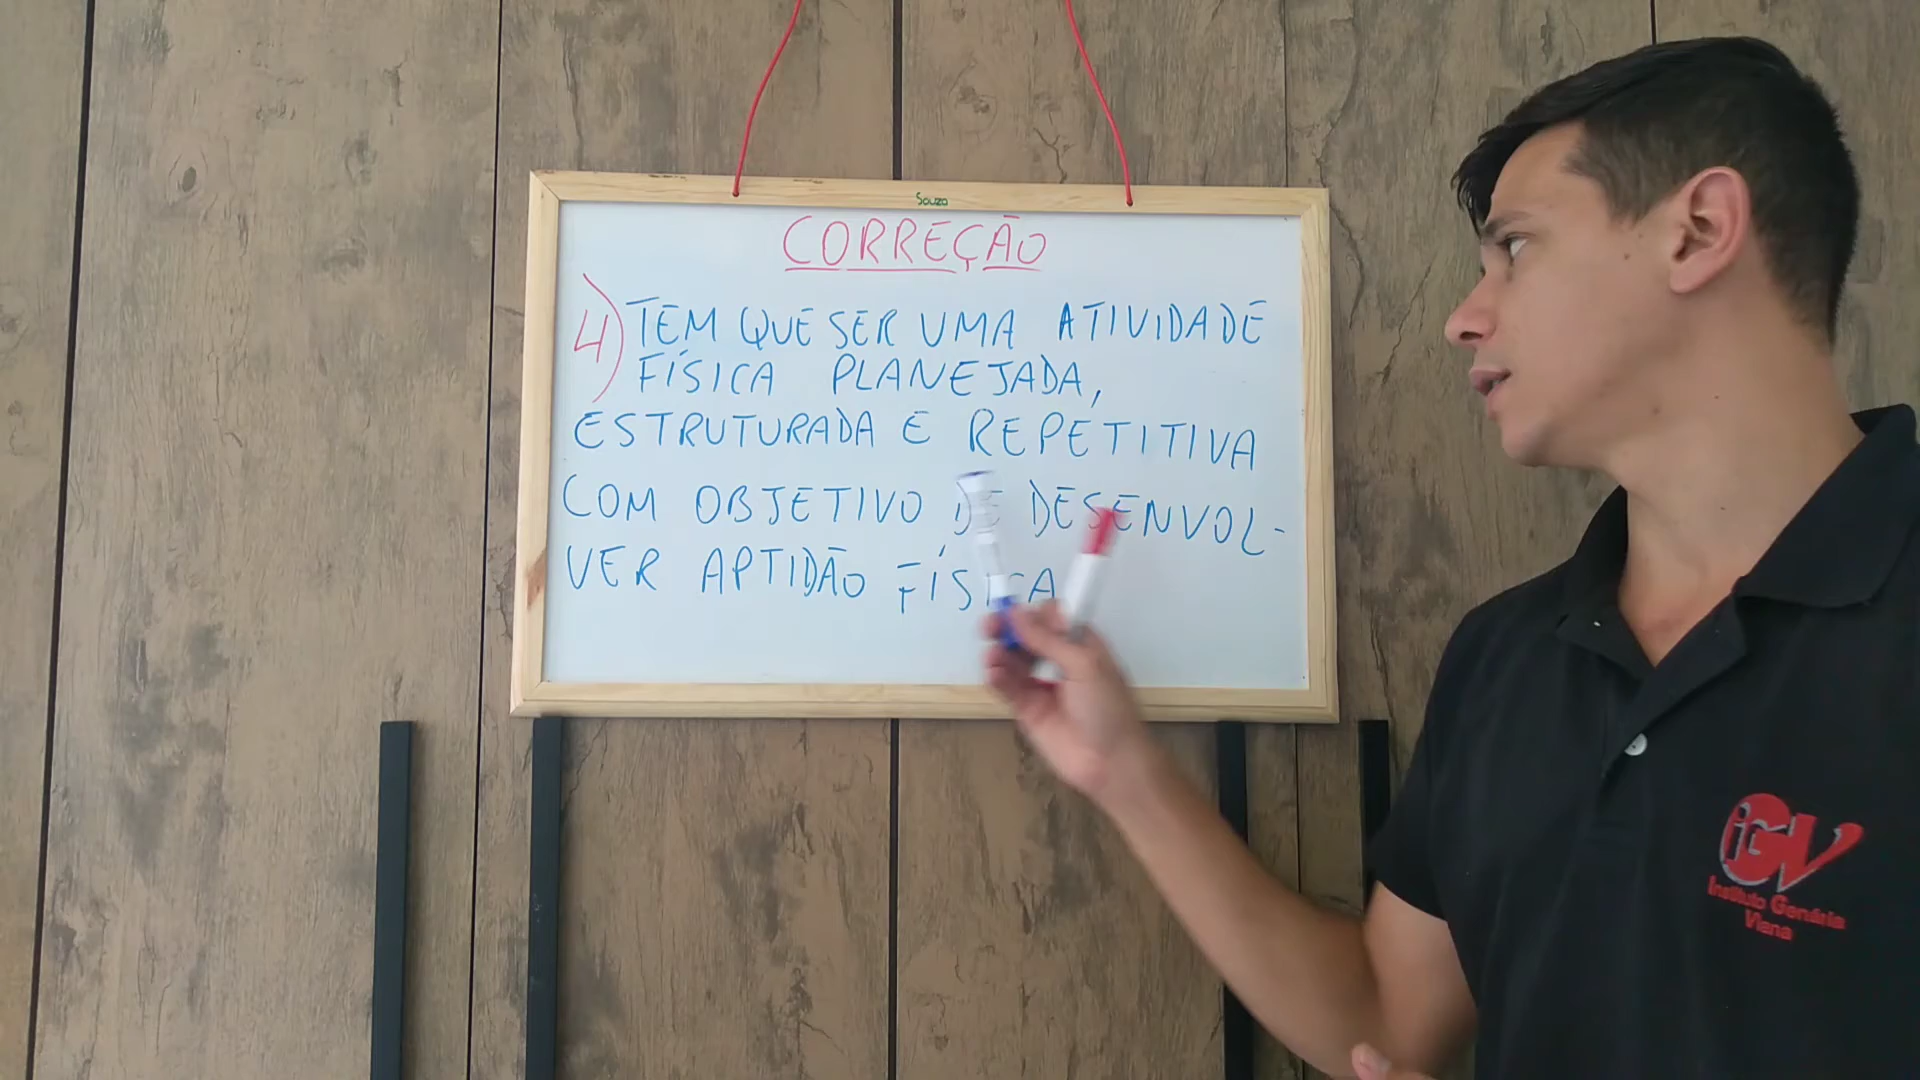 Souza
CORREÇÃO
4) TEM QUE SER UMA ATIVIDADE
FÍSICA PLANEJADA,
ESTRUTURADA E REPETITIVA
COM OBJETIVO DE DESENVOL-
VER APTIDÃO FÍSICA
iGV
Instituto Genária
Viana